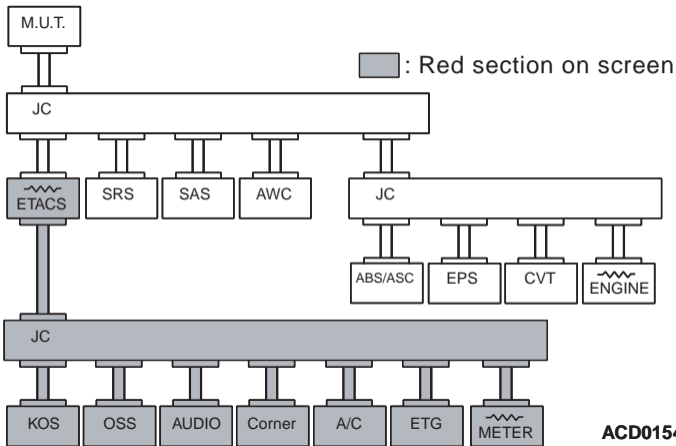 M.U.T.
: Red section on screen
JC
ETACS
SRS
SAS
AWC
JC
ABS/ASC
EPS
CVT
ENGINE
JC
KOS
OSS
AUDIO
Corner
A/C
ETG
METER
ACD0154